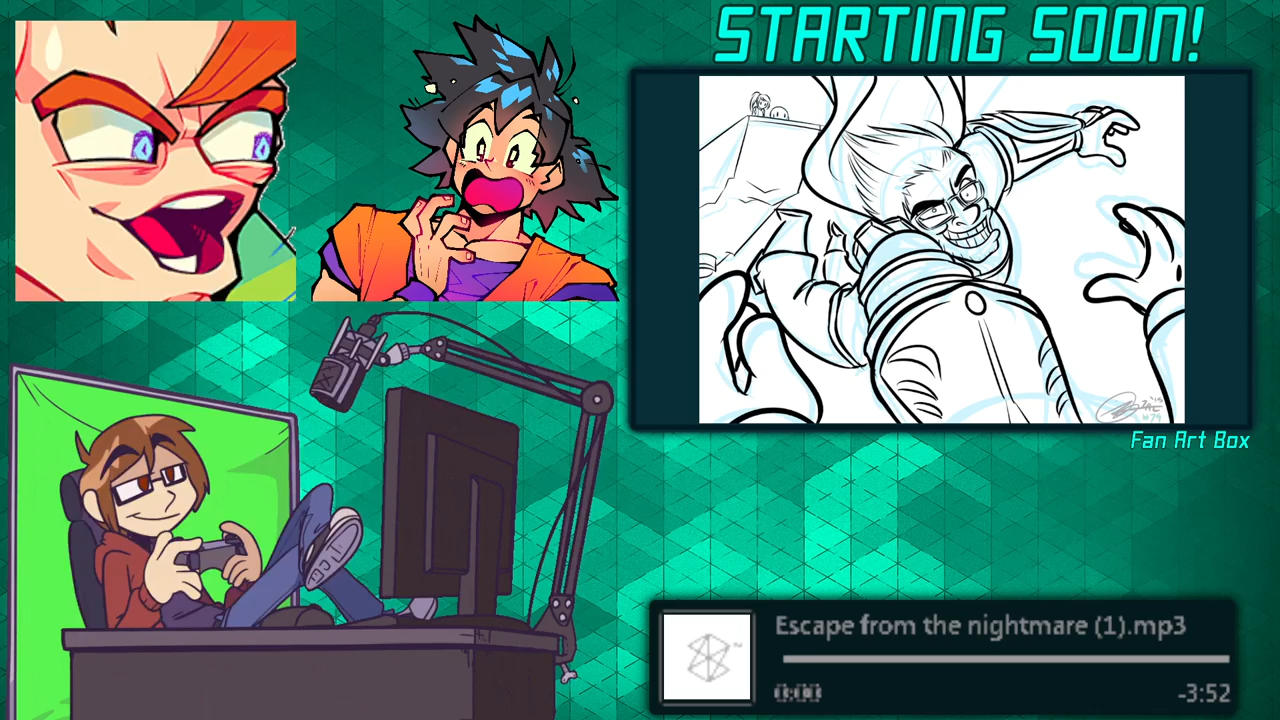 STARTING SOON!
Fan Art Box
Escape from the nightmare (1).mp3
0:00
-3:52